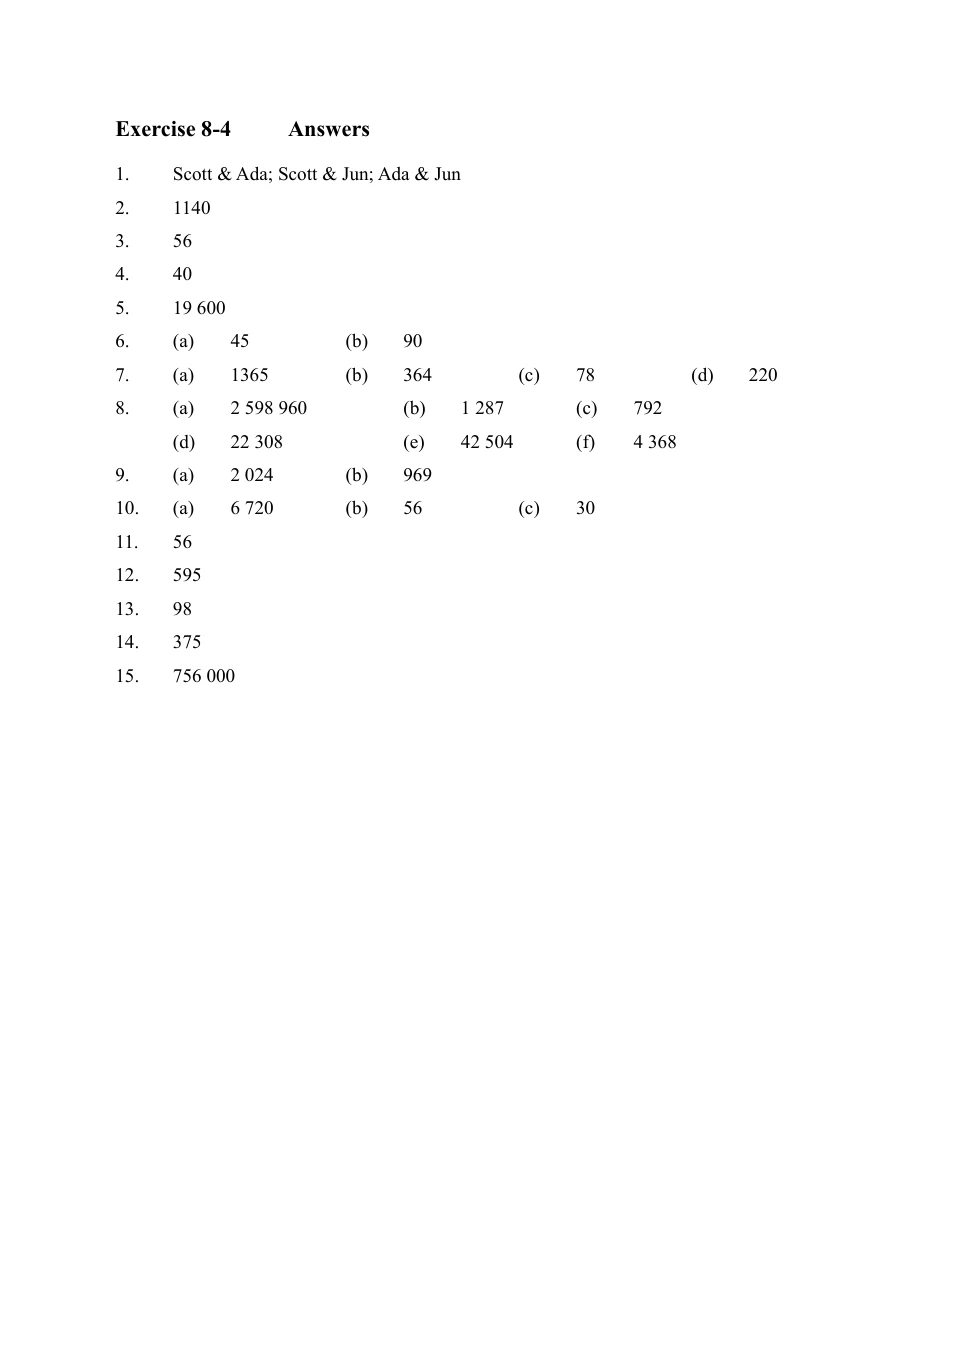 Exercise 8-4 Answers
1. Scott & Ada; Scott & Jun; Ada & Jun
2. 1140
3. 56
4. 40
5. 19 600
6. (a) 45 (b) 90
7. (a) 1365 (b) 364 (c) 78 (d) 220
8. (a) 2 598 960 (b) 1 287 (c) 792
(d) 22 308 (e) 42 504 (f) 4 368
9. (a) 2 024 (b) 969
10. (a) 6 720 (b) 56 (c) 30
11. 56
12. 595
13. 98
14. 375
15. 756 000